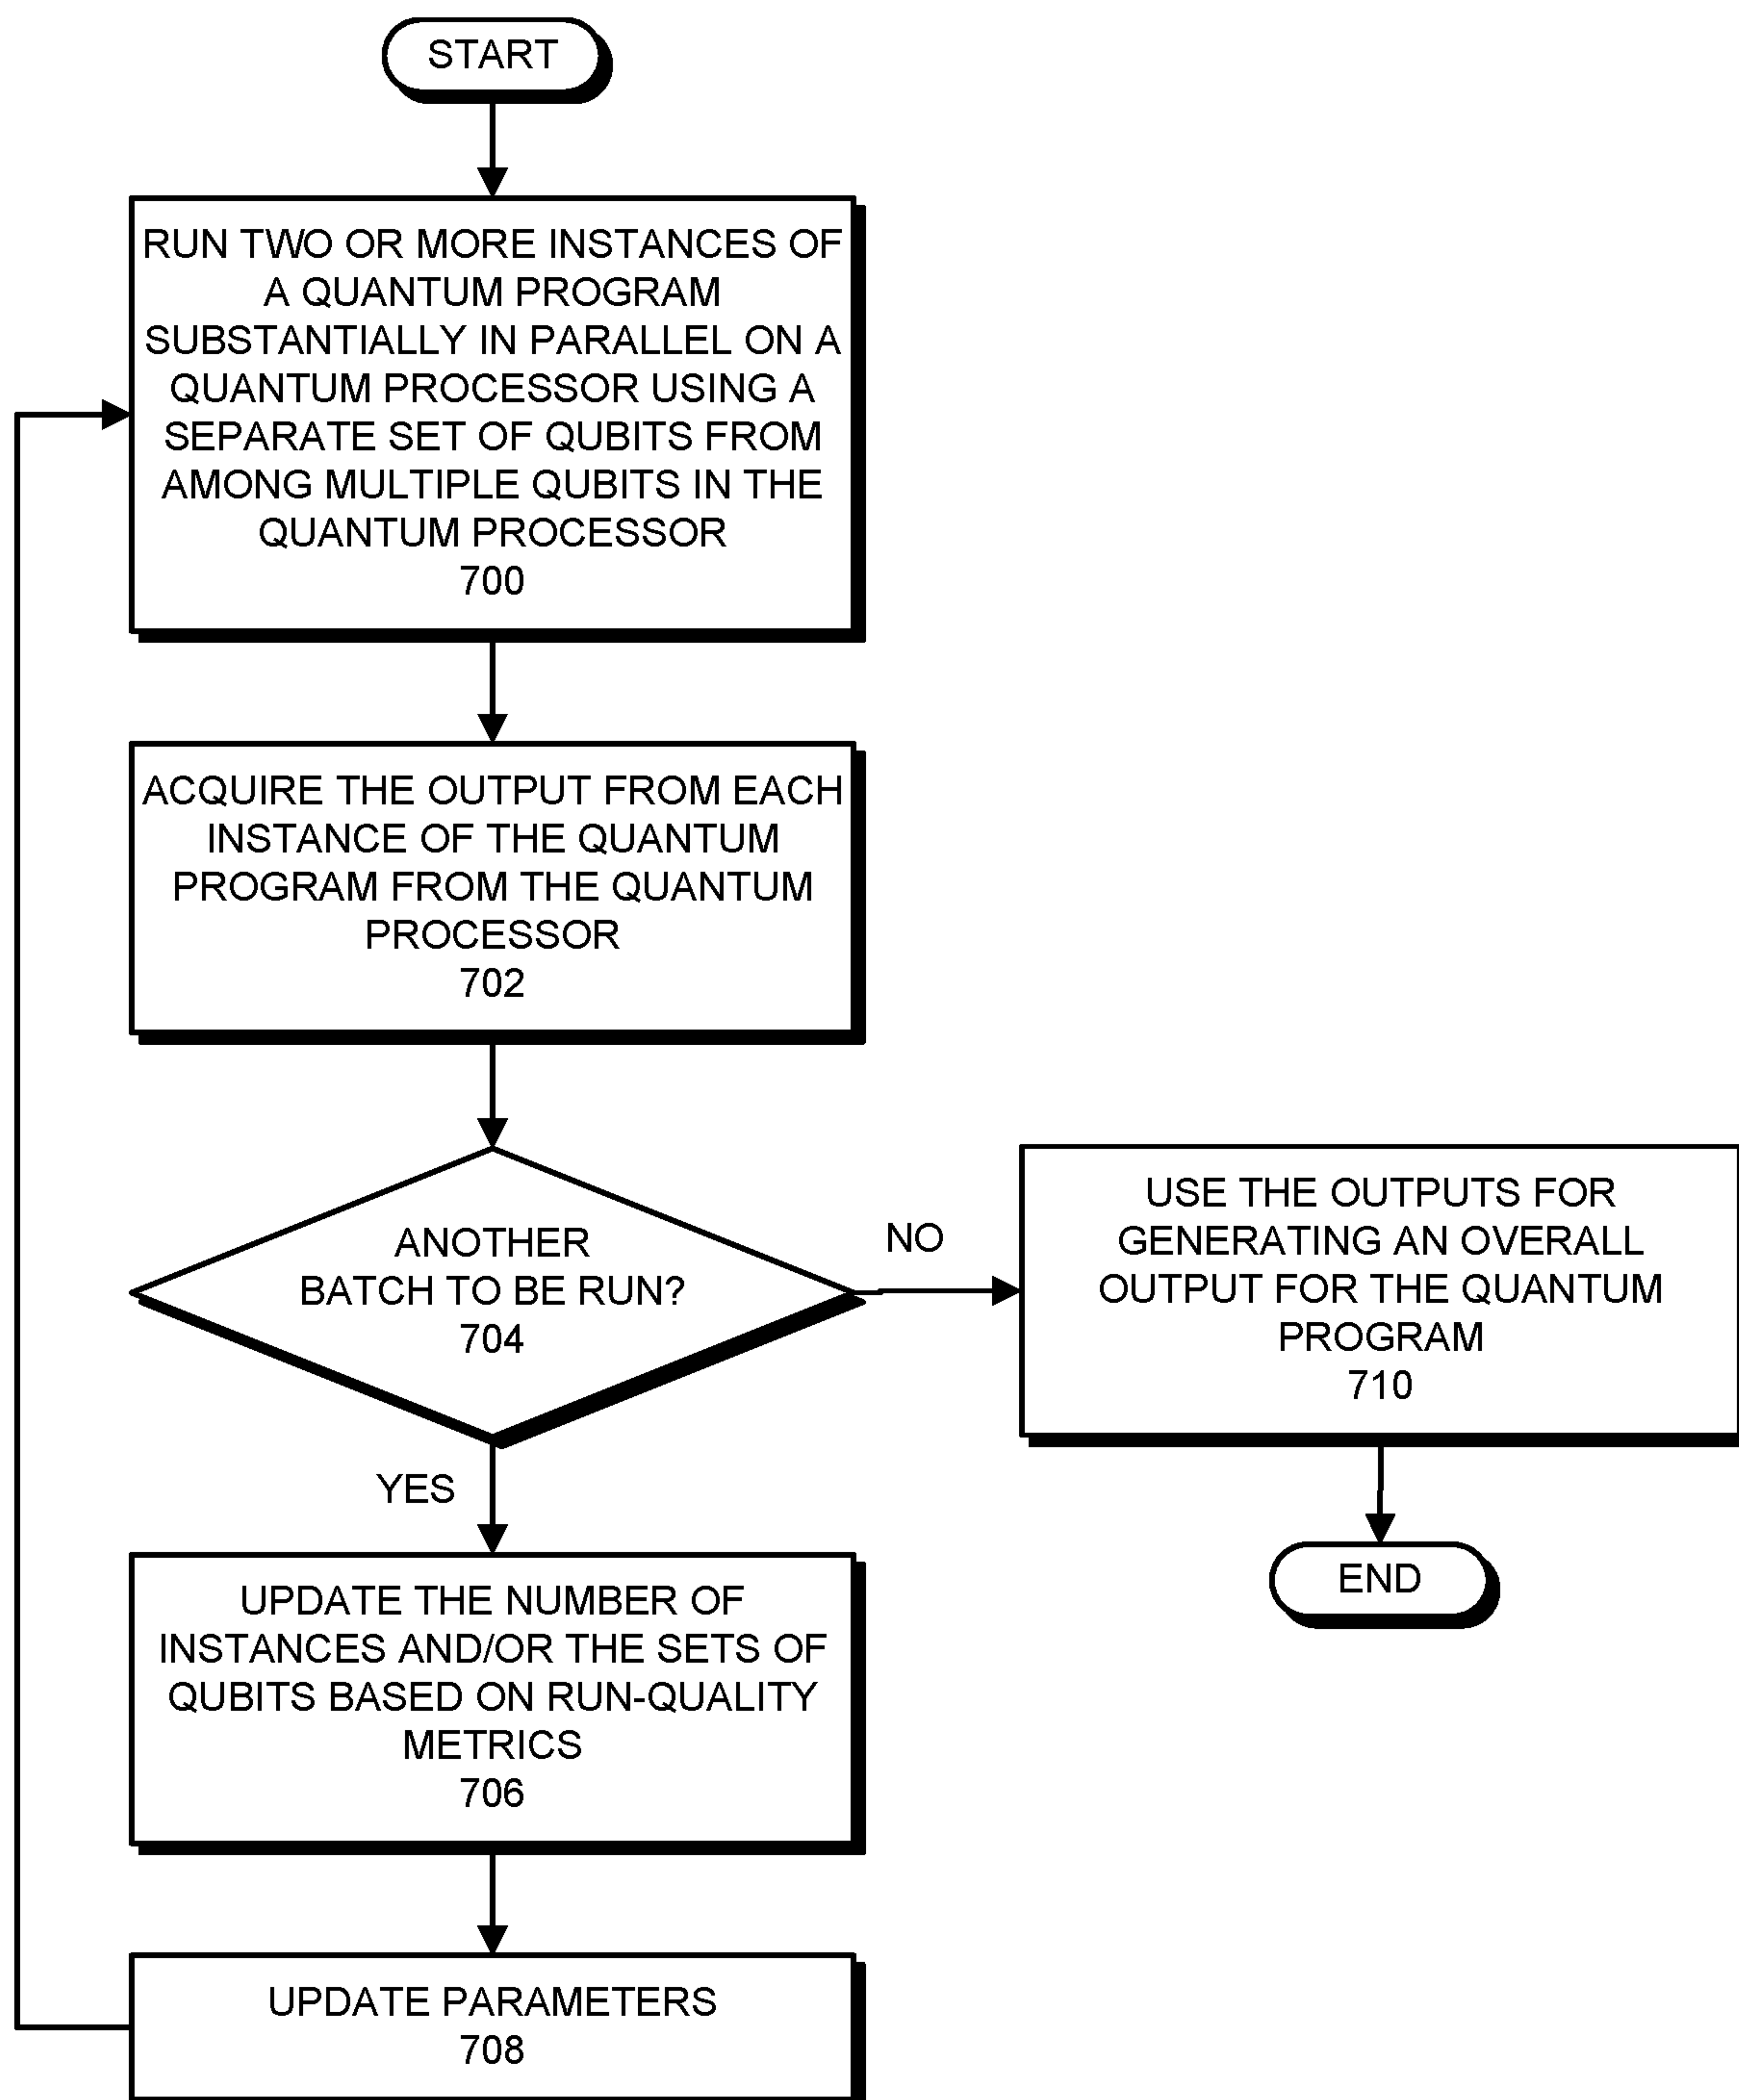 START
RUN TWO OR MORE INSTANCES OF
A QUANTUM PROGRAM
SUBSTANTIALLY IN PARALLEL ON A
QUANTUM PROCESSOR USING A
SEPARATE SET OF QUBITS FROM
AMONG MULTIPLE QUBITS IN THE
QUANTUM PROCESSOR
700
ACQUIRE THE OUTPUT FROM EACH
INSTANCE OF THE QUANTUM
PROGRAM FROM THE QUANTUM
PROCESSOR
702
ANOTHER
BATCH TO BE RUN?
704
NO
USE THE OUTPUTS FOR
GENERATING AN OVERALL
OUTPUT FOR THE QUANTUM
PROGRAM
710
END
YES
UPDATE THE NUMBER OF
INSTANCES AND/OR THE SETS OF
QUBITS BASED ON RUN-QUALITY
METRICS
706
UPDATE PARAMETERS
708